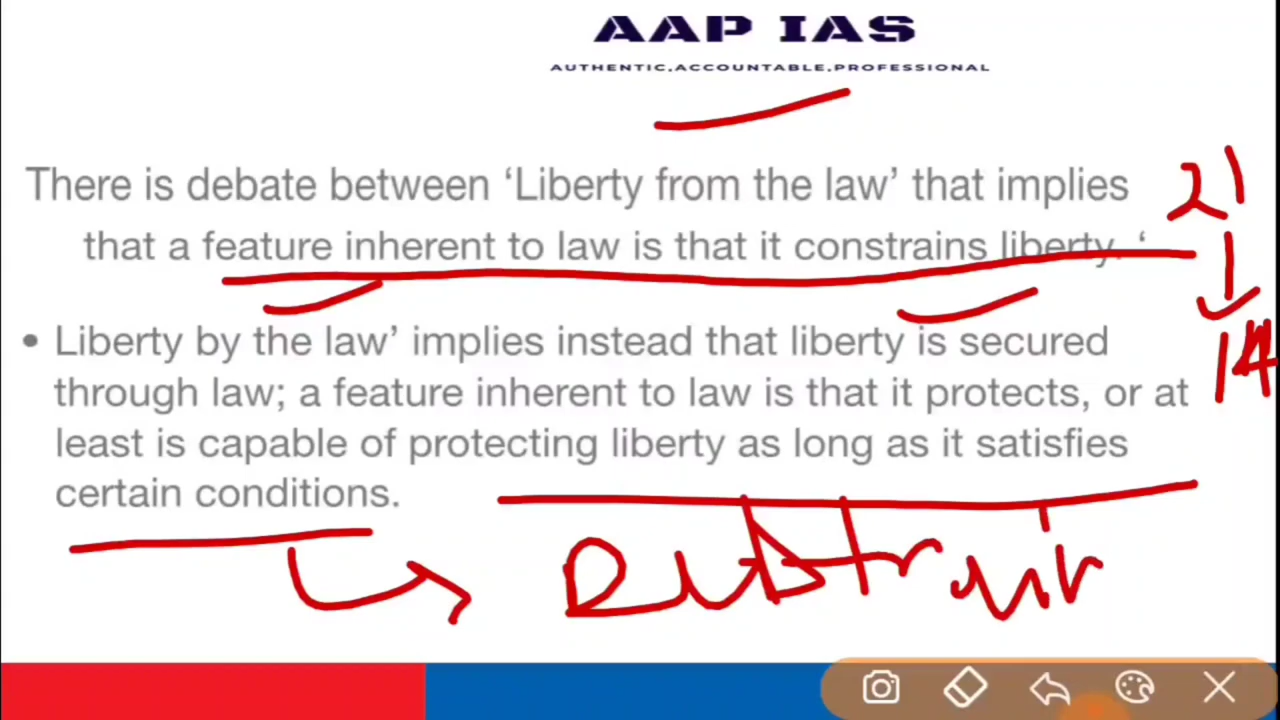 AAP IAS
AUTHENTIC,ACCOUNTABLE,PROFESSIONAL
There is debate between ‘Liberty from the law’ that implies
that a feature inherent to law is that it constrains liberty. ‘
• Liberty by the law’ implies instead that liberty is secured
through law; a feature inherent to law is that it protects, or at
least is capable of protecting liberty as long as it satisfies
certain conditions.
21
14